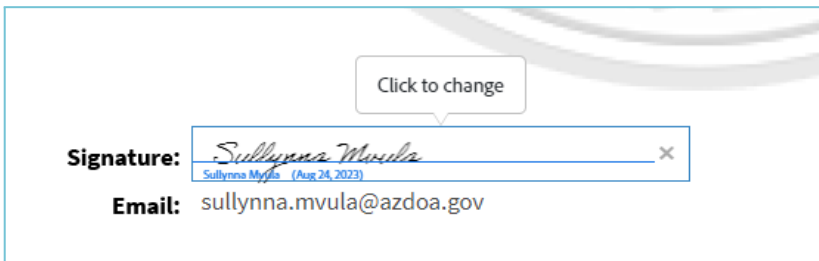 Click to change
Signature: Sullynna Mvula ×
Sullynna Mvula (Aug 24, 2023)
Email: sullynna.mvula@azdoa.gov